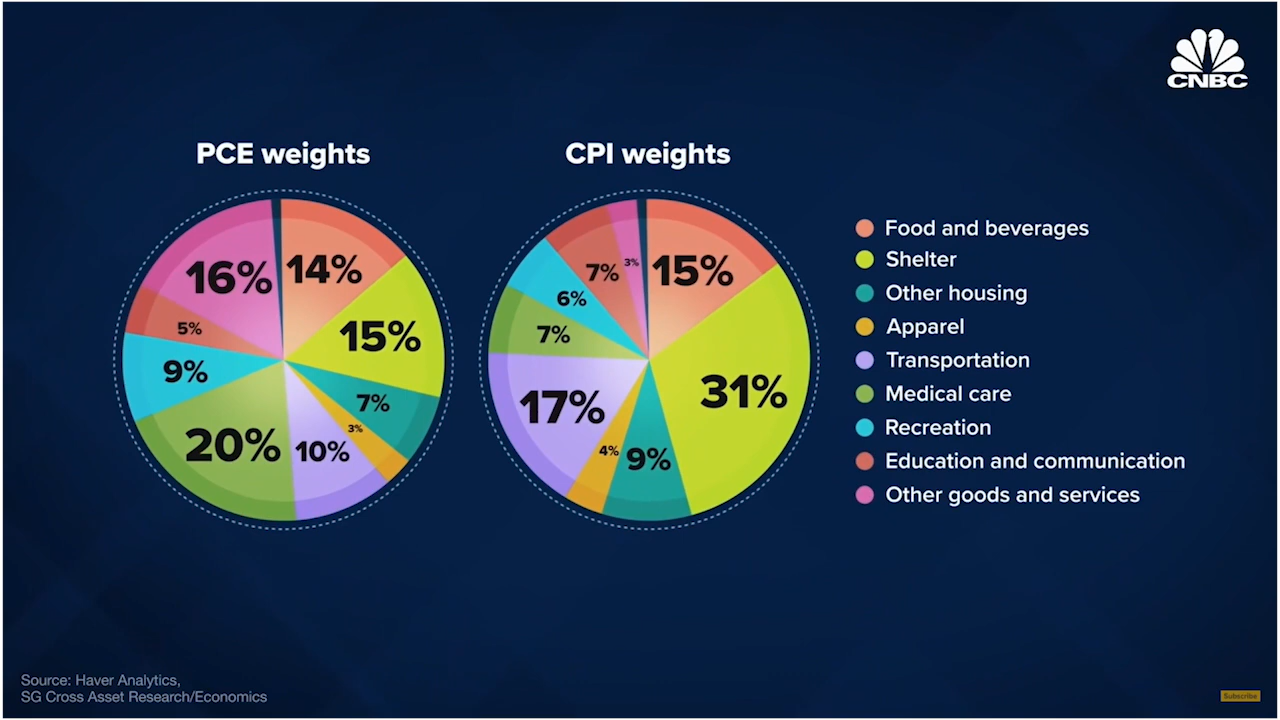 CNBC
PCE weights
CPI weights
16%
14%
15%
5%
9%
7%
3%
20%
10%
7%
3%
15%
6%
7%
31%
17%
4%
9%
Food and beverages
Shelter
Other housing
Apparel
Transportation
Medical care
Recreation
Education and communication
Other goods and services
Source: Haver Analytics,
SG Cross Asset Research/Economics
Subscribe